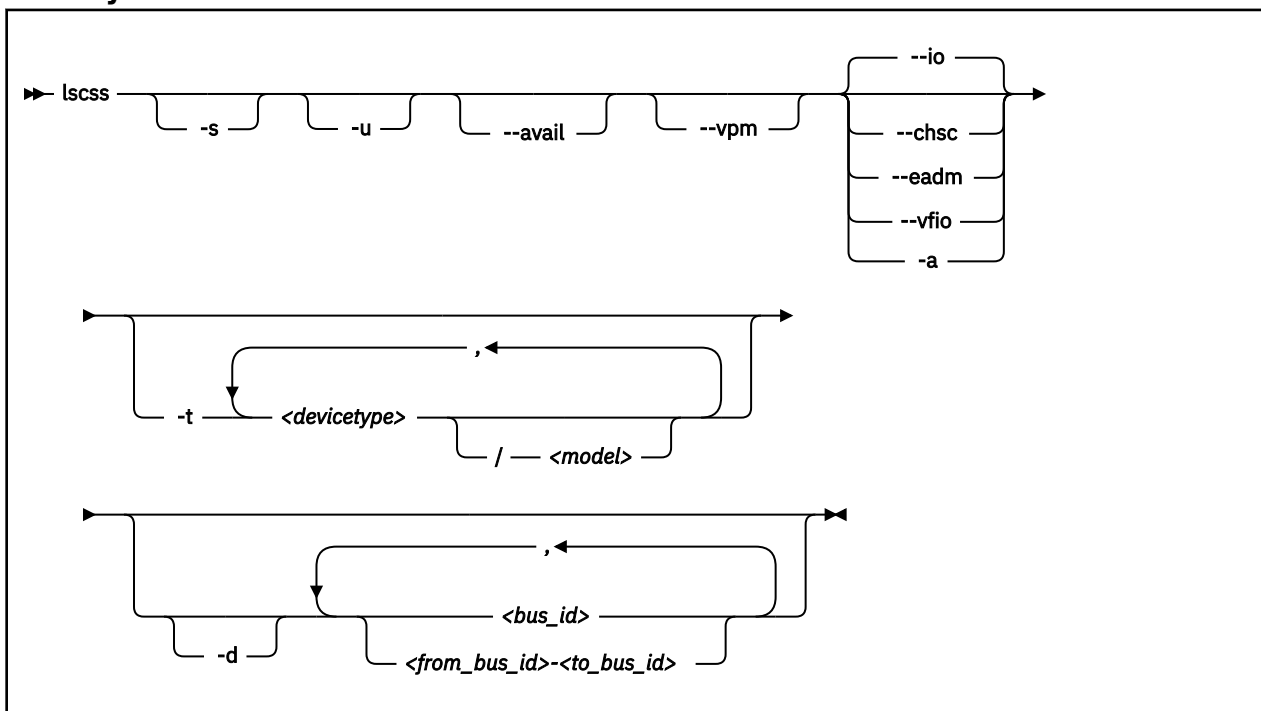 --io
lscss
-s
-u
--avail
--vpm
--chsc
--eadm
--vfio
-a
,
-t
<devicetype>
/
<model>
,
<bus_id>
-d
<from_bus_id>-<to_bus_id>